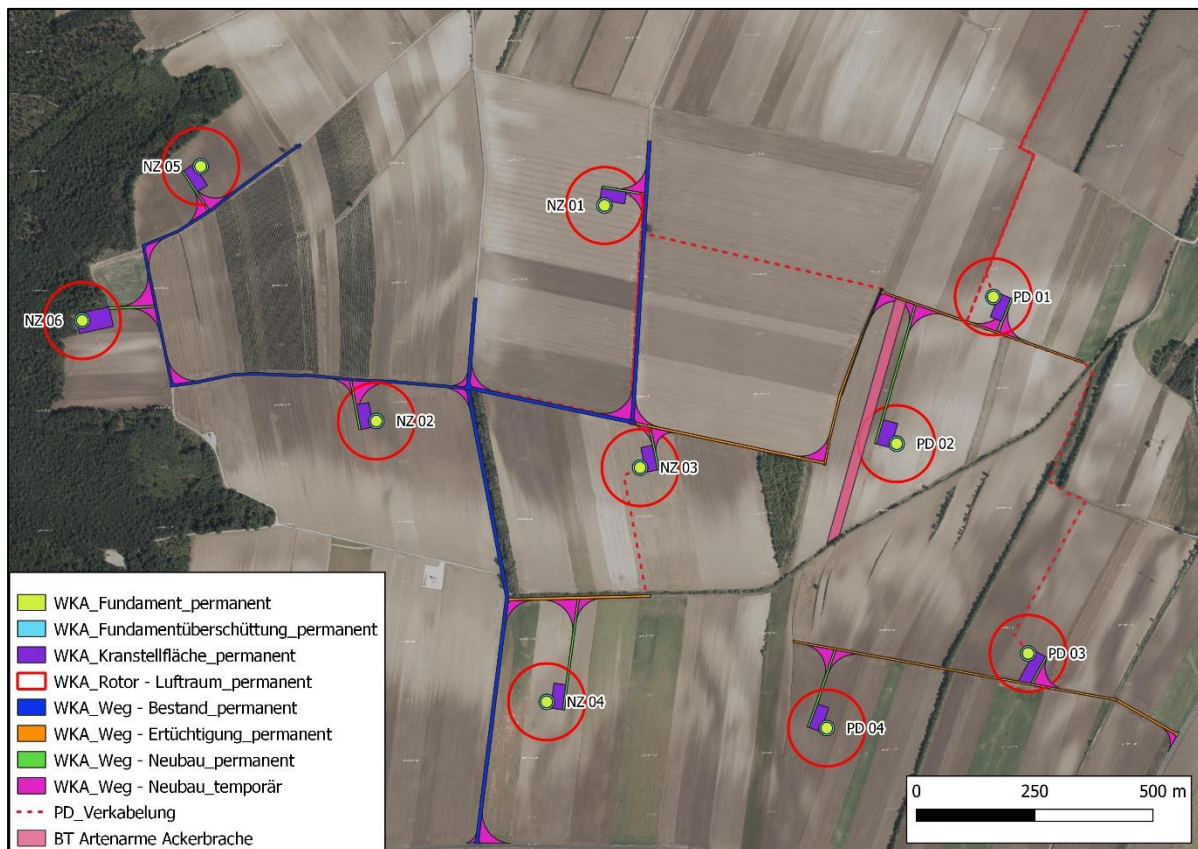 NZ 05
NZ 01
PD 01
NZ 06
NZ 02
PD 02
NZ 03
PD 03
NZ 04
PD 04
WKA_Fundament_permanent
WKA_Fundamentüberschüttung_permanent
WKA_Kranstellfläche_permanent
WKA_Rotor - Luftraum_permanent
WKA_Weg - Bestand_permanent
WKA_Weg - Ertüchtigung_permanent
WKA_Weg - Neubau_permanent
WKA_Weg - Neubau_temporär
PD_Verkabelung
BT Artenarme Ackerbrache
0 250 500 m